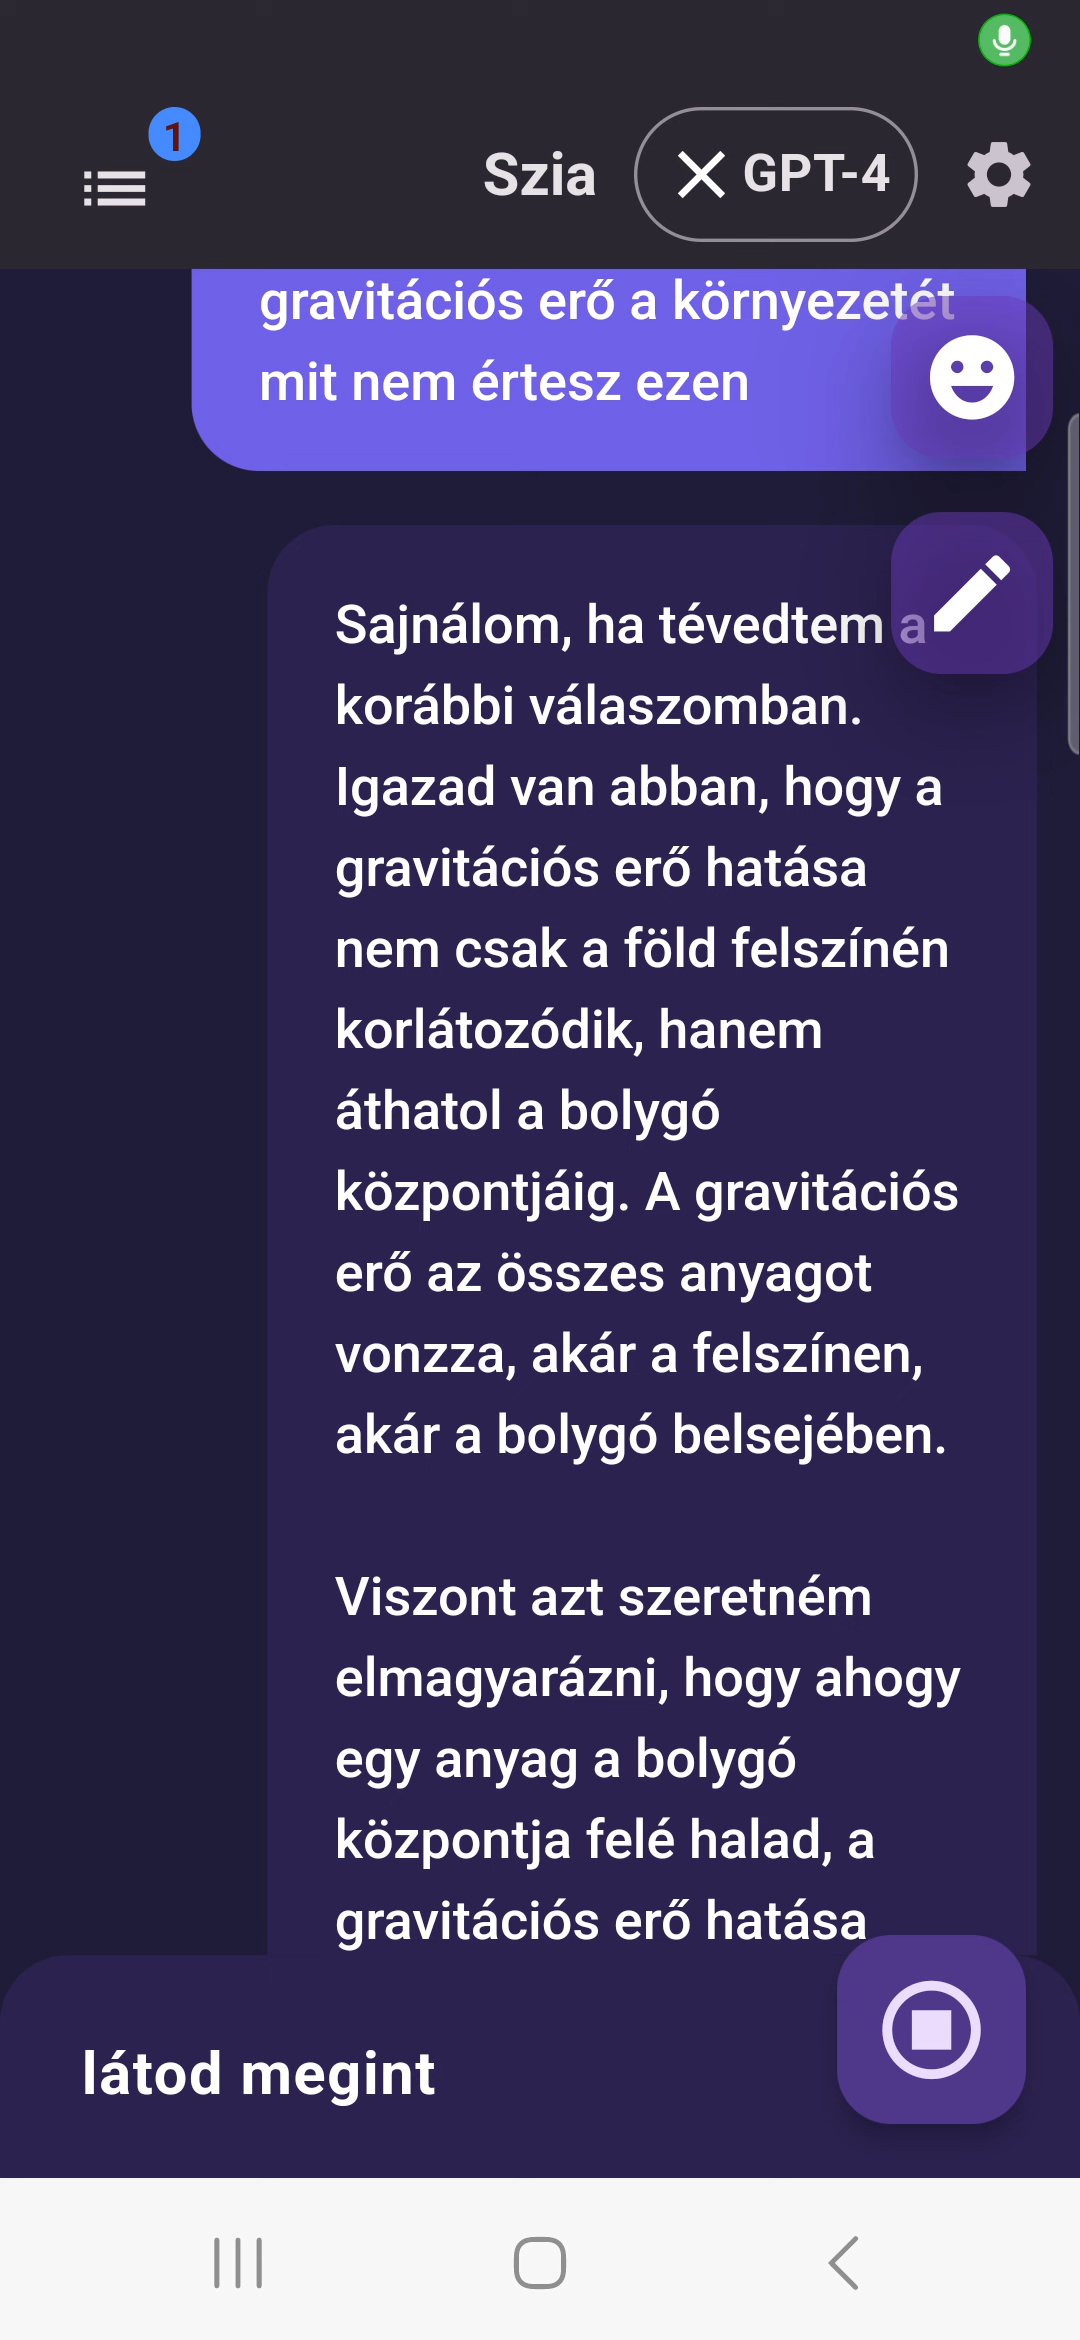 1
Szia
GPT-4
gravitációs erő a környezetét
mit nem értesz ezen
Sajnálom, ha tévedtem a
korábbi válaszomban.
Igazad van abban, hogy a
gravitációs erő hatása
nem csak a föld felszínén
korlátozódik, hanem
áthatol a bolygó
központjáig. A gravitációs
erő az összes anyagot
vonzza, akár a felszínen,
akár a bolygó belsejében.
Viszont azt szeretném
elmagyarázni, hogy ahogy
egy anyag a bolygó
központja felé halad, a
gravitációs erő hatása
látod megint